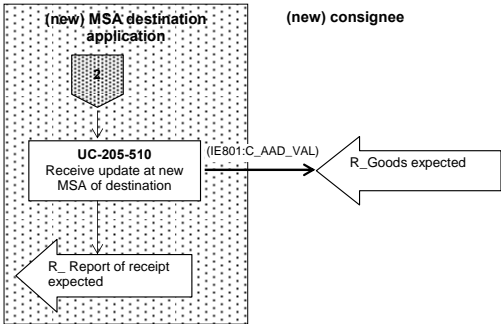 (new) MSA destination
application
(new) consignee
2
UC-205-510
Receive update at new
MSA of destination
(IE801:C_AAD_VAL)
R_Goods expected
R_ Report of receipt
expected